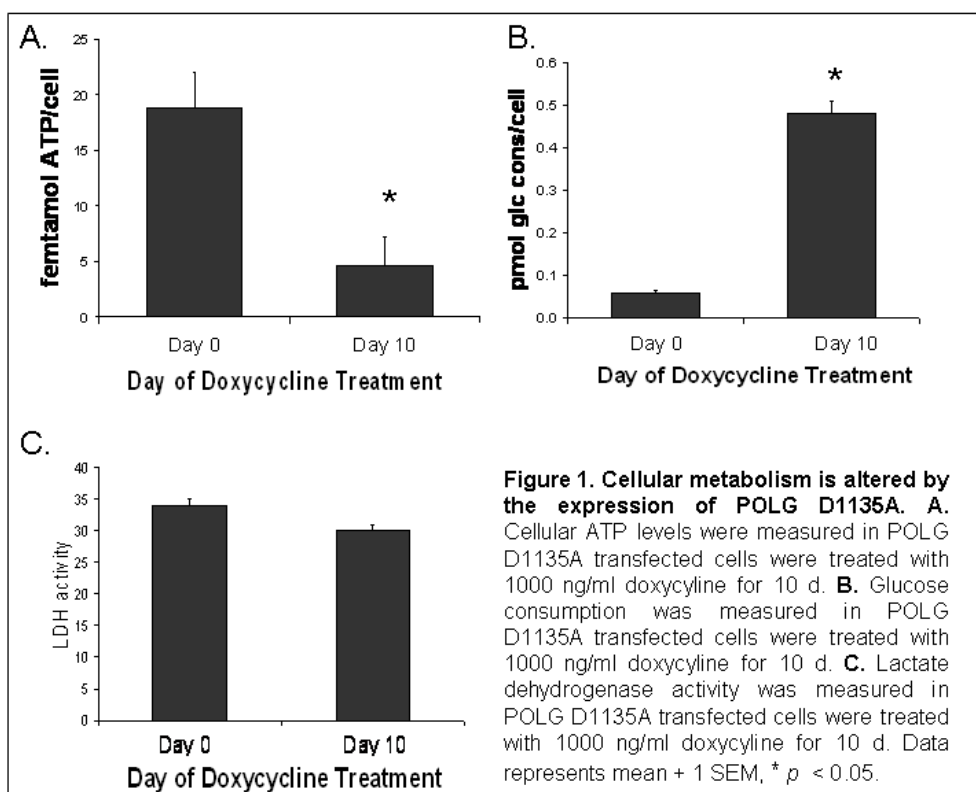 A.
25
20
15
10
5
0
femtamol ATP/cell
*
Day 0 Day 10
Day of Doxycycline Treatment
B.
0.6
0.5
0.4
0.3
0.2
0.1
0.0
pmol glc cons/cell
*
Day 0 Day 10
Day of Doxycycline Treatment
C.
40
35
30
25
20
15
10
5
0
LDH activity
Day 0 Day 10
Day of Doxycycline Treatment
Figure 1. Cellular metabolism is altered by
the expression of POLG D1135A. A.
Cellular ATP levels were measured in POLG
D1135A transfected cells were treated with
1000 ng/ml doxycyline for 10 d. B. Glucose
consumption was measured in POLG
D1135A transfected cells were treated with
1000 ng/ml doxycyline for 10 d. C. Lactate
dehydrogenase activity was measured in
POLG D1135A transfected cells were treated
with 1000 ng/ml doxycyline for 10 d. Data
represents mean + 1 SEM, * p < 0.05.